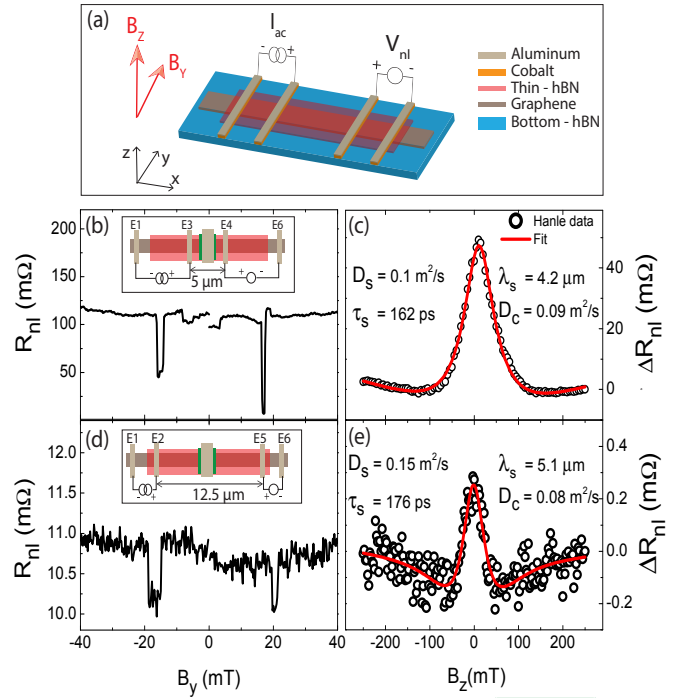 (a)
I_ac
V_nl
B_Z
B_Y
- +
+ -
Aluminum
Cobalt
Thin - hBN
Graphene
Bottom - hBN
z
y
x
(b)
E1 E3 E4 E6
- + + -
5 μm
R_nl (mΩ)
200
150
100
50
(c)
Hanle data
Fit
D_s = 0.1 m²/s
λ_s = 4.2 μm
τ_s = 162 ps
D_c = 0.09 m²/s
40
20
0
ΔR_nl (mΩ)
(d)
E1 E2 E5 E6
- + + -
12.5 μm
R_nl (mΩ)
12.0
11.5
11.0
10.5
10.0
-40 -20 0 20 40
B_y (mT)
(e)
D_s = 0.15 m²/s
λ_s = 5.1 μm
τ_s = 176 ps
D_c = 0.08 m²/s
0.4
0.2
0.0
-0.2
ΔR_nl (mΩ)
-200 -100 0 100 200
B_z(mT)